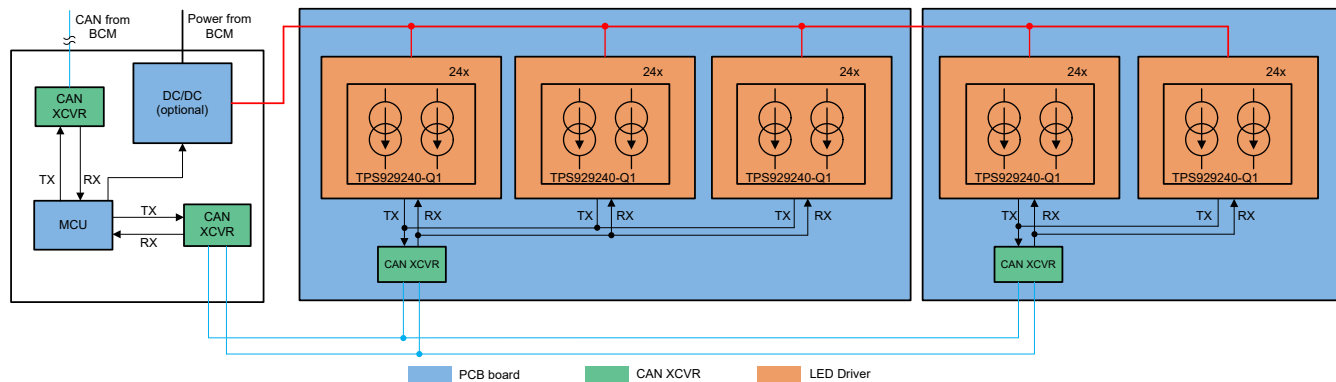 CAN from
BCM
Power from
BCM
CAN
XCVR
DC/DC
(optional)
TX
RX
MCU
TX
RX
CAN
XCVR
24x
TPS929240-Q1
24x
TPS929240-Q1
24x
TPS929240-Q1
TX
RX
TX
RX
TX
RX
CAN XCVR
24x
TPS929240-Q1
24x
TPS929240-Q1
TX
RX
TX
RX
CAN XCVR
PCB board
CAN XCVR
LED Driver